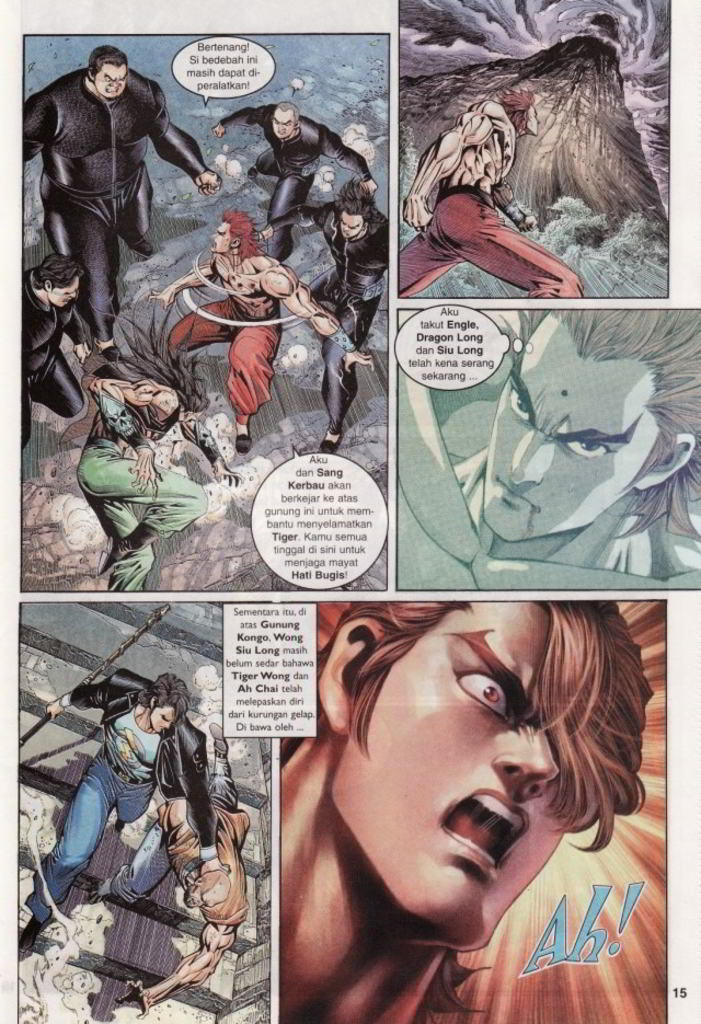 Bertenang!
Si bedebah ini
masih dapat di-
peralatkan!
Aku
dan Sang
Kerbau akan
berkejar ke atas
gunung ini untuk mem-
bantu menyelamatkan
Tiger. Kamu semua
tinggal di sini untuk
menjaga mayat
Hati Bugis!
Aku
takut Engle,
Dragon Long
dan Siu Long
telah kena serang
sekarang ...
Sementara itu, di
atas Gunung
Kongo, Wong
Siu Long masih
belum sedar bahawa
Tiger Wong dan
Ah Chai telah
melepaskan diri
dari kurungan gelap.
Di bawa oleh ...
Ah!
15